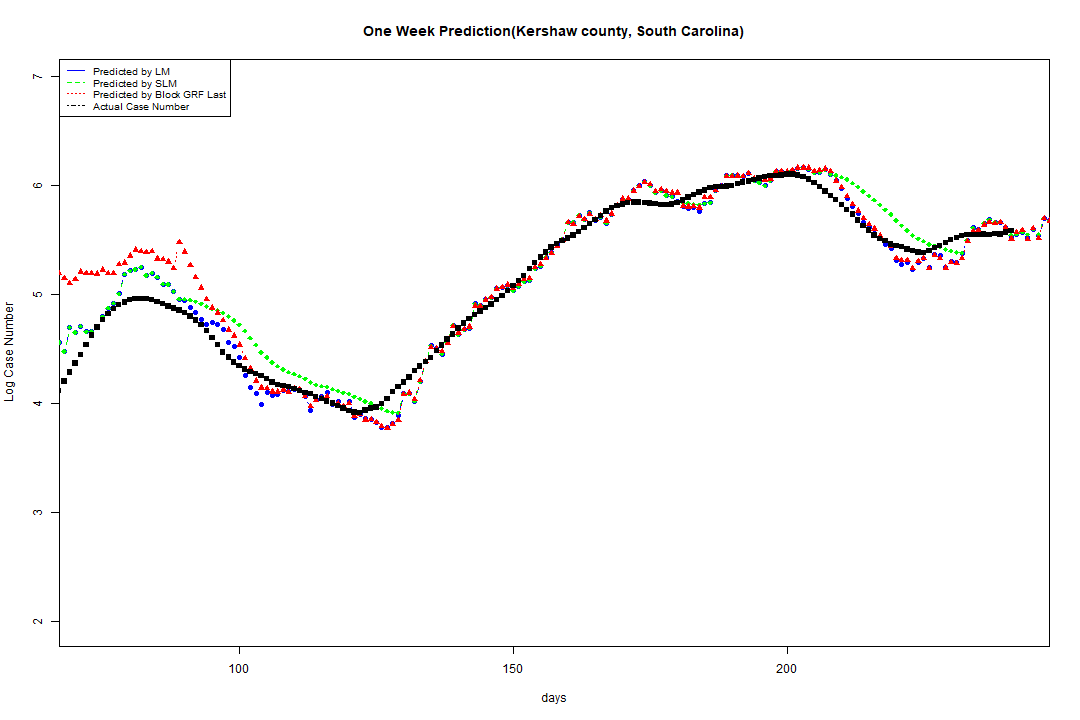 One Week Prediction(Kershaw county, South Carolina)
Predicted by LM
Predicted by SLM
Predicted by Block GRF Last
Actual Case Number
7
6
5
4
3
2
Log Case Number
100 150 200
days